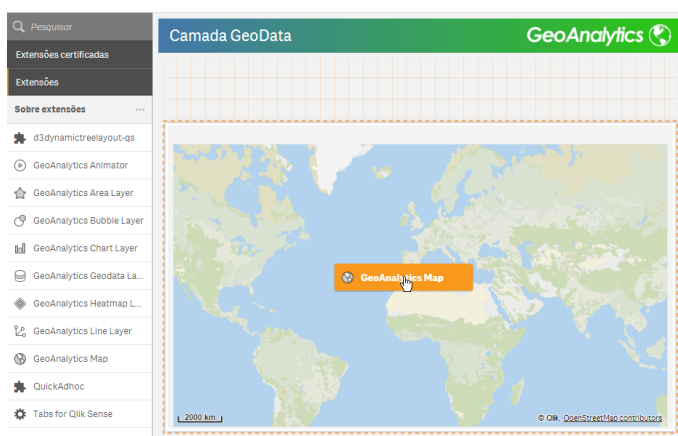 Pesquisar
Extensões certificadas
Extensões
Sobre extensões ...
d3dynamictreelayout-qs
GeoAnalytics Animator
GeoAnalytics Area Layer
GeoAnalytics Bubble Layer
GeoAnalytics Chart Layer
GeoAnalytics Geodata La...
GeoAnalytics Heatmap L...
GeoAnalytics Line Layer
GeoAnalytics Map
QuickAdhoc
Tabs for Qlik Sense
Camada GeoData
GeoAnalytics
GeoAnalytics Map
2000 km
© Qlik, OpenStreetMap contributors